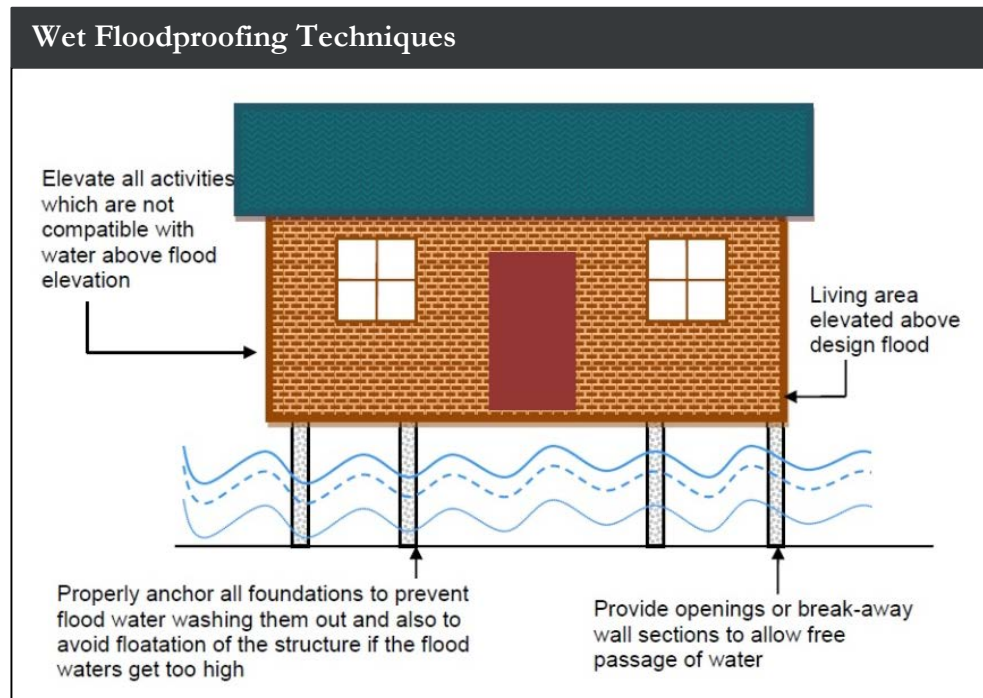 Wet Floodproofing Techniques
Elevate all activities
which are not
compatible with
water above flood
elevation
Living area
elevated above
design flood
Properly anchor all foundations to prevent
flood water washing them out and also to
avoid floatation of the structure if the flood
waters get too high
Provide openings or break-away
wall sections to allow free
passage of water